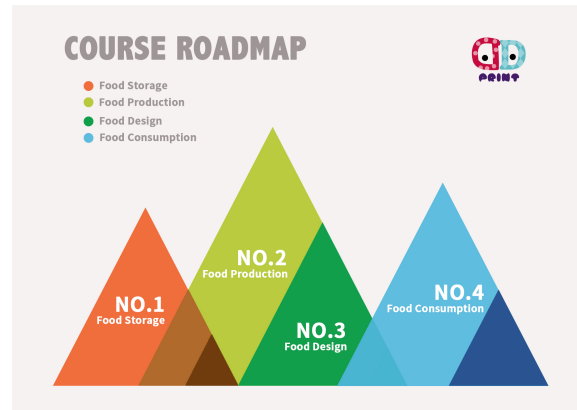 COURSE ROADMAP
QD
PRINT
Food Storage
Food Production
Food Design
Food Consumption
NO.1
Food Storage
NO.2
Food Production
NO.3
Food Design
NO.4
Food Consumption